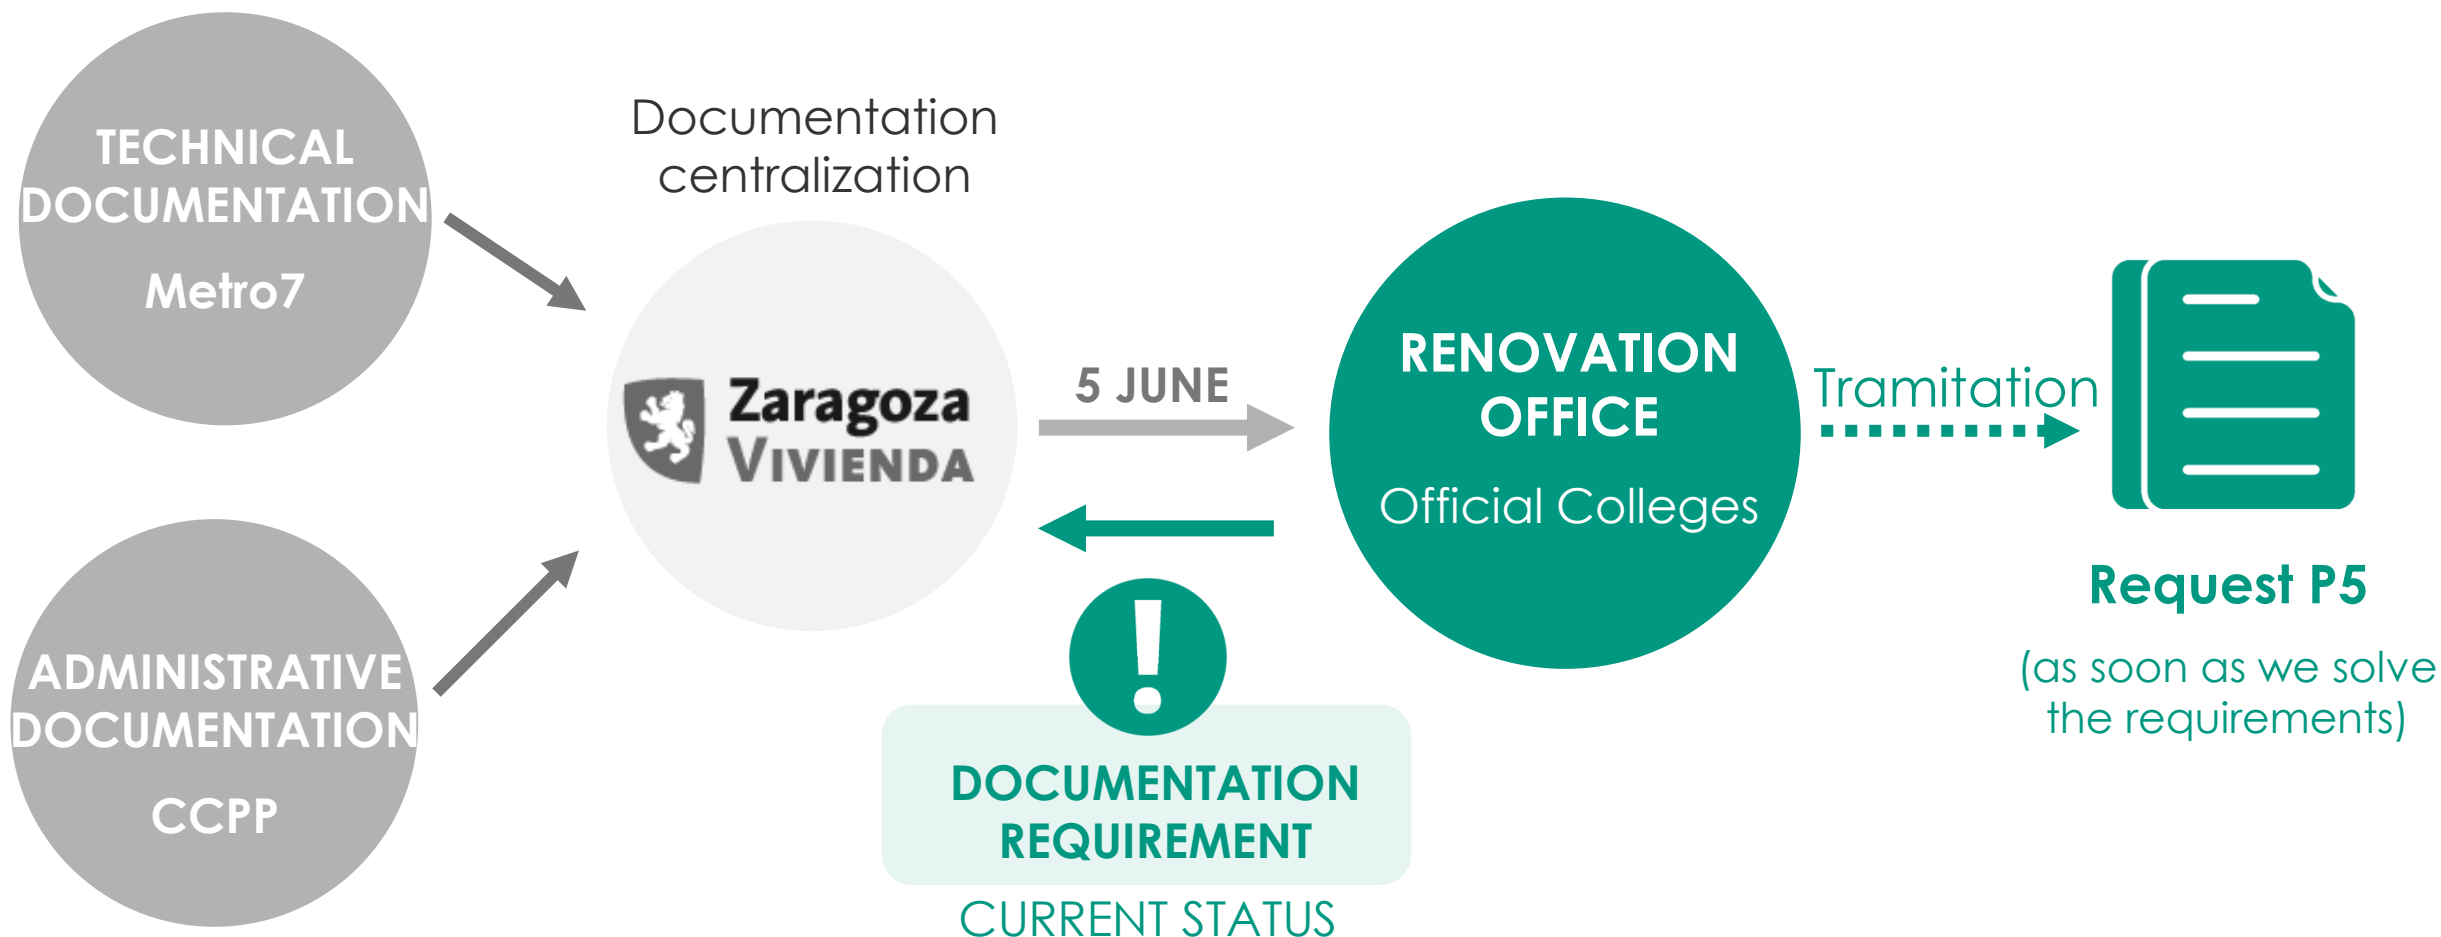 TECHNICAL
DOCUMENTATION
Metro7
ADMINISTRATIVE
DOCUMENTATION
CCPP
Documentation
centralization
Zaragoza
VIVIENDA
5 JUNE
DOCUMENTATION
REQUIREMENT
CURRENT STATUS
RENOVATION
OFFICE
Official Colleges
Tramitation
Request P5
(as soon as we solve
the requirements)